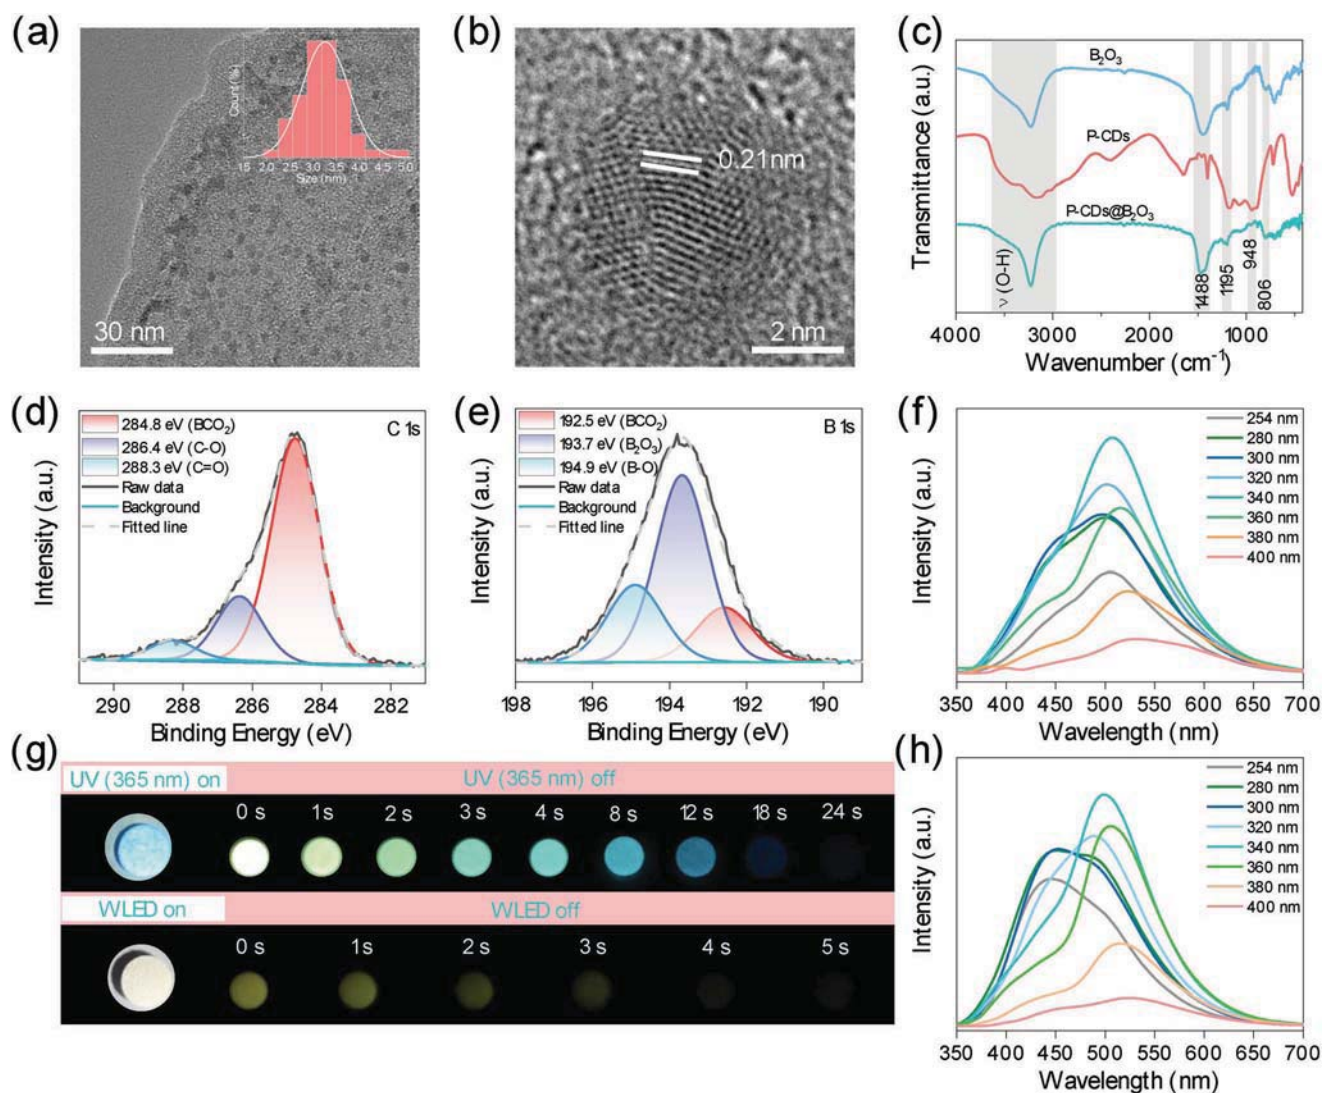 (a)
Count (%)
1.5 2.0 2.5 3.0 3.5 4.0 4.5 5.0
Size (nm)
30 nm
(b)
0.21nm
2 nm
(c)
B₂O₃
P-CDs
P-CDs@B₂O₃
ν (O-H)
1488
1195
948
806
4000 3000 2000 1000
Wavenumber (cm⁻¹)
Transmittance (a.u.)
(d)
284.8 eV (BCO₂)
286.4 eV (C-O)
288.3 eV (C=O)
Raw data
Background
Fitted line
C 1s
290 288 286 284 282
Binding Energy (eV)
Intensity (a.u.)
(e)
192.5 eV (BCO₂)
193.7 eV (B₂O₃)
194.9 eV (B-O)
Raw data
Background
Fitted line
B 1s
198 196 194 192 190
Binding Energy (eV)
Intensity (a.u.)
(f)
254 nm
280 nm
300 nm
320 nm
340 nm
360 nm
380 nm
400 nm
350 400 450 500 550 600 650 700
Wavelength (nm)
Intensity (a.u.)
(g)
UV (365 nm) on UV (365 nm) off
0 s 1s 2 s 3 s 4 s 8 s 12 s 18 s 24 s
WLED on WLED off
0 s 1s 2 s 3 s 4 s 5 s
(h)
254 nm
280 nm
300 nm
320 nm
340 nm
360 nm
380 nm
400 nm
350 400 450 500 550 600 650 700
Wavelength (nm)
Intensity (a.u.)